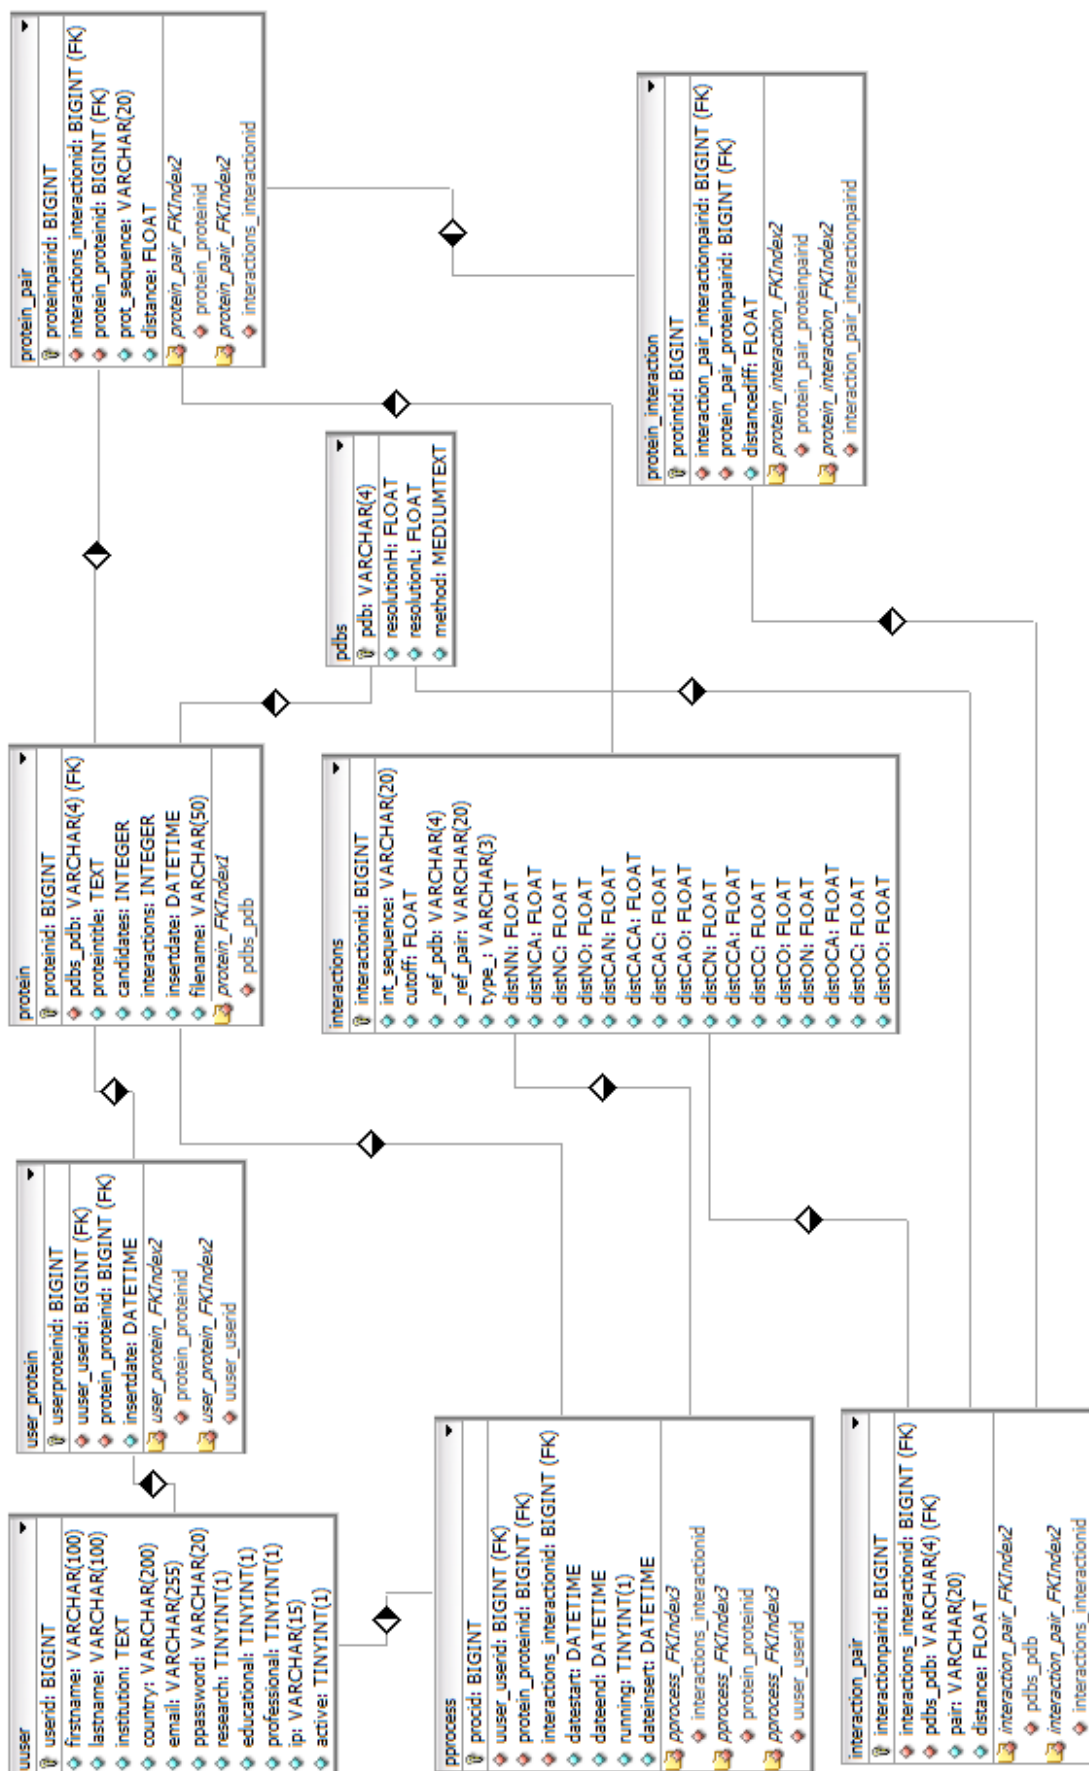 uuser
userid: BIGINT
firstname: VARCHAR(100)
lastname: VARCHAR(100)
institution: TEXT
country: VARCHAR(200)
email: VARCHAR(255)
ppassword: VARCHAR(20)
research: TINYINT(1)
educational: TINYINT(1)
professional: TINYINT(1)
ip: VARCHAR(15)
active: TINYINT(1)
user_protein
userproteinid: BIGINT
uuser_userid: BIGINT (FK)
protein_proteinid: BIGINT (FK)
insertdate: DATETIME
user_protein_FKIndex2
protein_proteinid
user_protein_FKIndex2
uuser_userid
protein
proteinid: BIGINT
pdbs_pdb: VARCHAR(4) (FK)
proteintitle: TEXT
candidates: INTEGER
interactions: INTEGER
insertdate: DATETIME
filename: VARCHAR(50)
protein_FKIndex1
pdbs_pdb
protein_pair
proteinpairid: BIGINT
interactions_interactionid: BIGINT (FK)
protein_proteinid: BIGINT (FK)
prot_sequence: VARCHAR(20)
distance: FLOAT
protein_pair_FKIndex2
protein_proteinid
protein_pair_FKIndex2
interactions_interactionid
pdbs
pdb: VARCHAR(4)
resolutionH: FLOAT
resolutionL: FLOAT
method: MEDIUMTEXT
interactions
interactionid: BIGINT
int_sequence: VARCHAR(20)
cutoff: FLOAT
_ref_pdb: VARCHAR(4)
_ref_pair: VARCHAR(20)
type_: VARCHAR(3)
distNN: FLOAT
distNCA: FLOAT
distNC: FLOAT
distNO: FLOAT
distCAN: FLOAT
distCACA: FLOAT
distCAC: FLOAT
distCAO: FLOAT
distCN: FLOAT
distCCA: FLOAT
distCC: FLOAT
distCO: FLOAT
distON: FLOAT
distOCA: FLOAT
distOC: FLOAT
distOO: FLOAT
pprocess
procid: BIGINT
uuser_userid: BIGINT (FK)
protein_proteinid: BIGINT (FK)
interactions_interactionid: BIGINT (FK)
datestart: DATETIME
dateend: DATETIME
running: TINYINT(1)
dateinsert: DATETIME
pprocess_FKIndex3
interactions_interactionid
pprocess_FKIndex3
protein_proteinid
pprocess_FKIndex3
uuser_userid
protein_interaction
protintid: BIGINT
interaction_pair_interactionpairid: BIGINT (FK)
protein_pair_proteinpairid: BIGINT (FK)
distancediff: FLOAT
protein_interaction_FKIndex2
protein_pair_proteinpairid
protein_interaction_FKIndex2
interaction_pair_interactionpairid
interaction_pair
interactionpairid: BIGINT
interactions_interactionid: BIGINT (FK)
pdbs_pdb: VARCHAR(4) (FK)
pair: VARCHAR(20)
distance: FLOAT
interaction_pair_FKIndex2
pdbs_pdb
interaction_pair_FKIndex2
interactions_interactionid